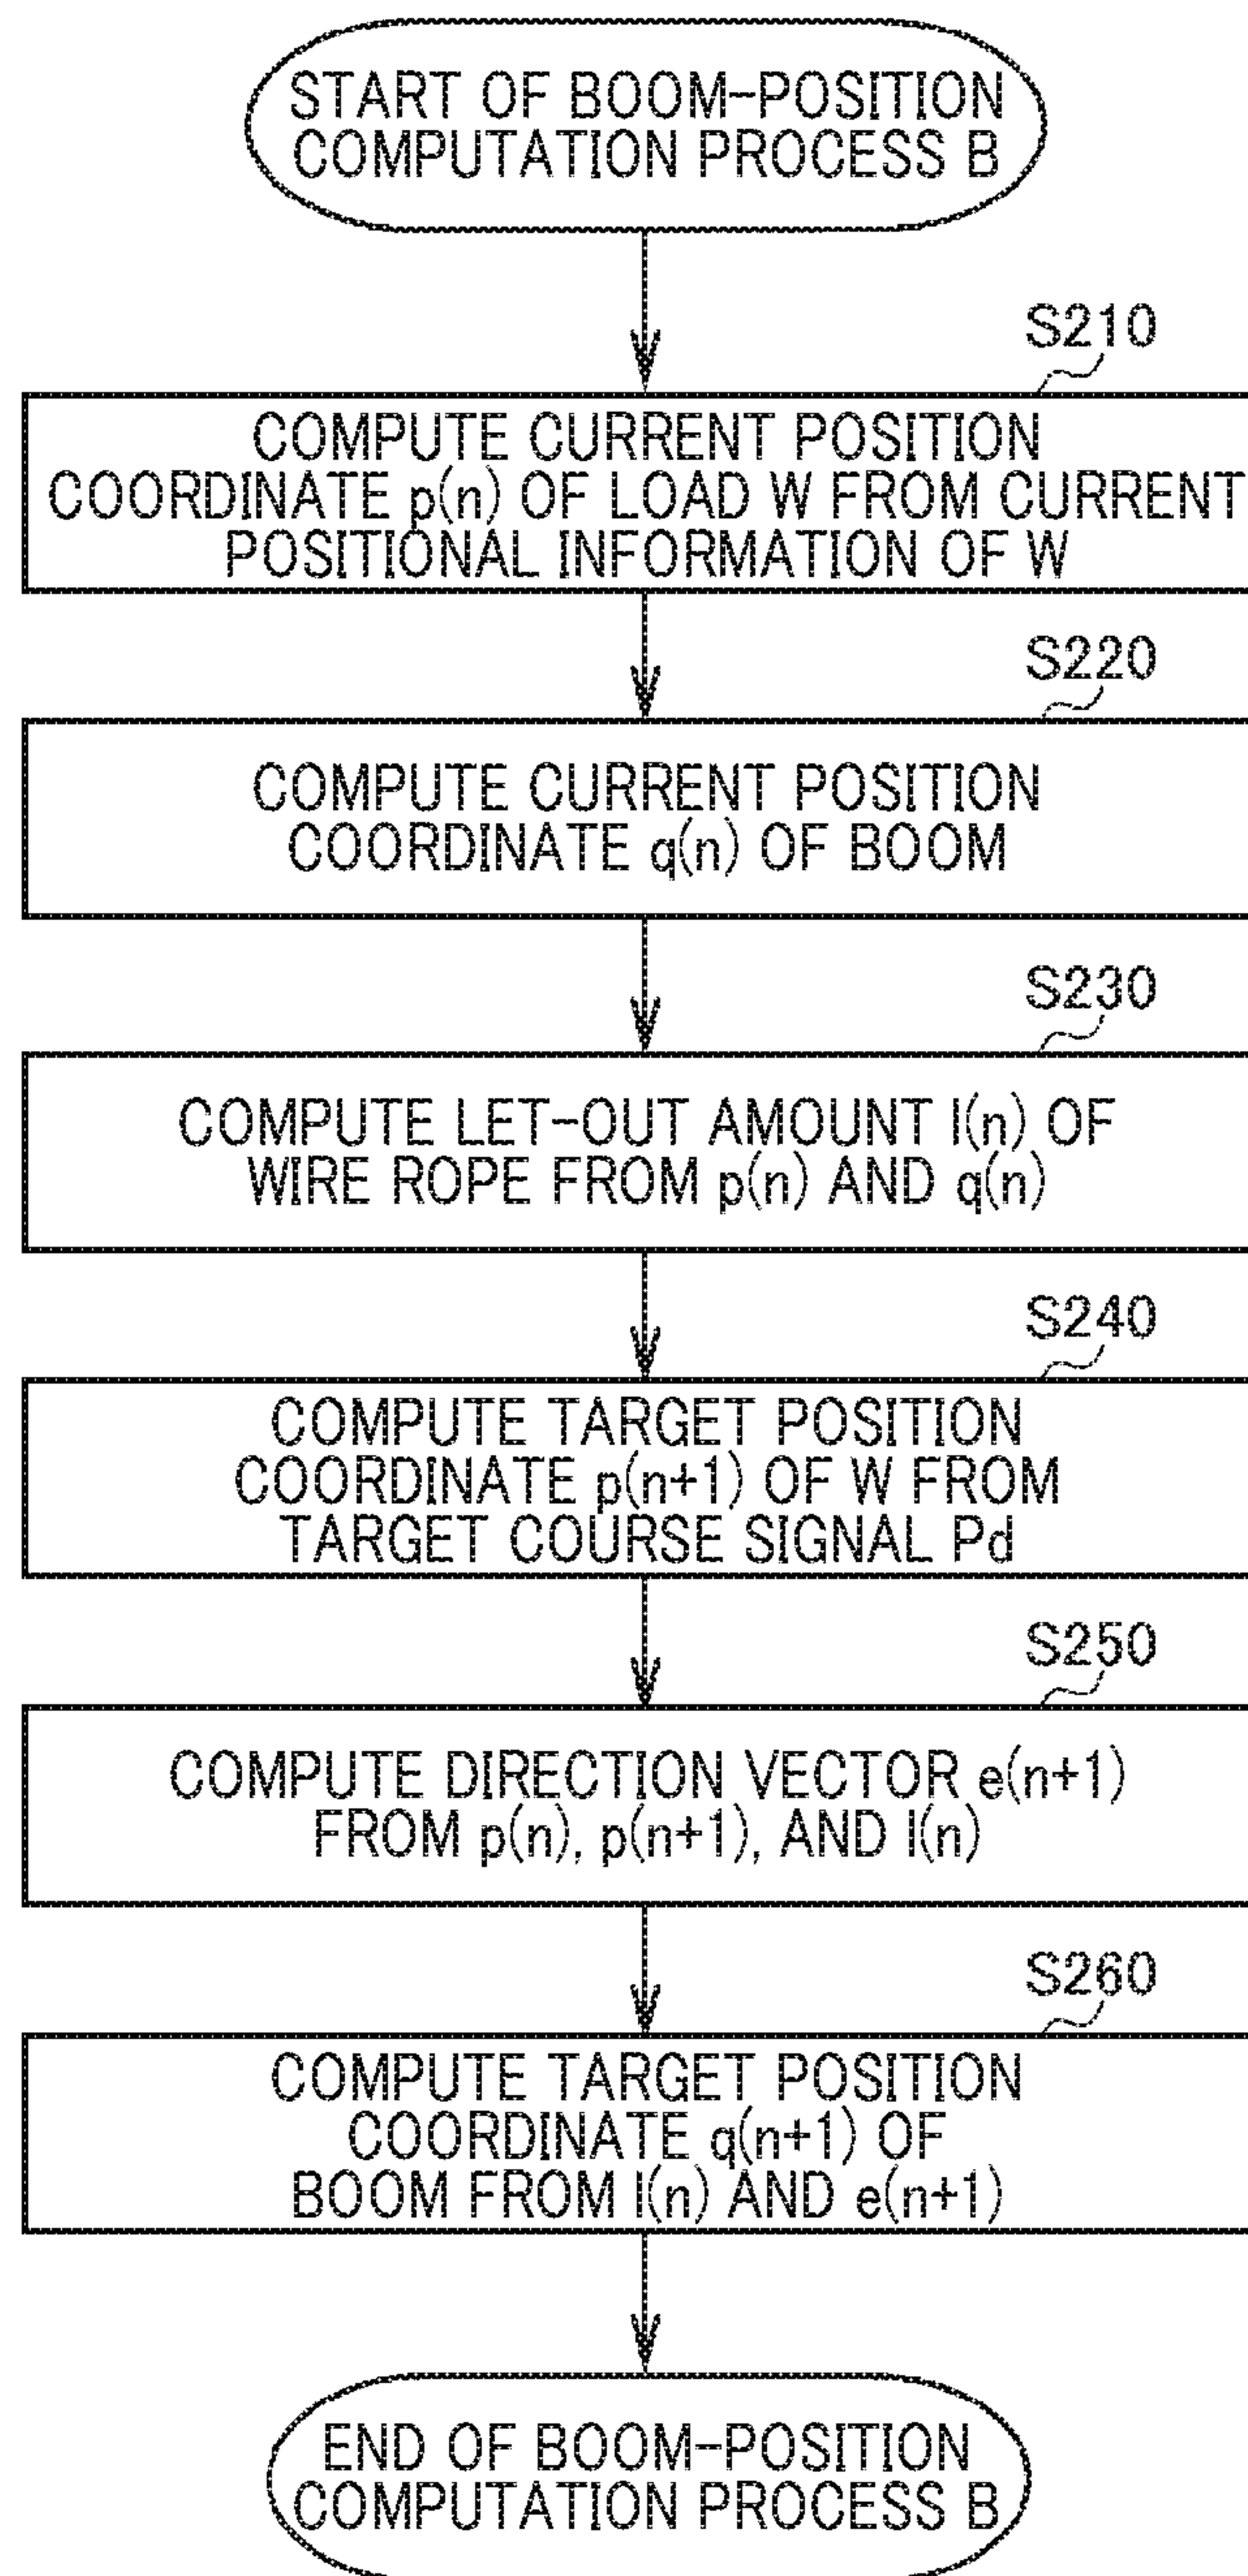 START OF BOOM-POSITION
COMPUTATION PROCESS B
S210
COMPUTE CURRENT POSITION
COORDINATE p(n) OF LOAD W FROM CURRENT
POSITIONAL INFORMATION OF W
S220
COMPUTE CURRENT POSITION
COORDINATE q(n) OF BOOM
S230
COMPUTE LET-OUT AMOUNT l(n) OF
WIRE ROPE FROM p(n) AND q(n)
S240
COMPUTE TARGET POSITION
COORDINATE p(n+1) OF W FROM
TARGET COURSE SIGNAL Pd
S250
COMPUTE DIRECTION VECTOR e(n+1)
FROM p(n), p(n+1), AND l(n)
S260
COMPUTE TARGET POSITION
COORDINATE q(n+1) OF
BOOM FROM l(n) AND e(n+1)
END OF BOOM-POSITION
COMPUTATION PROCESS B